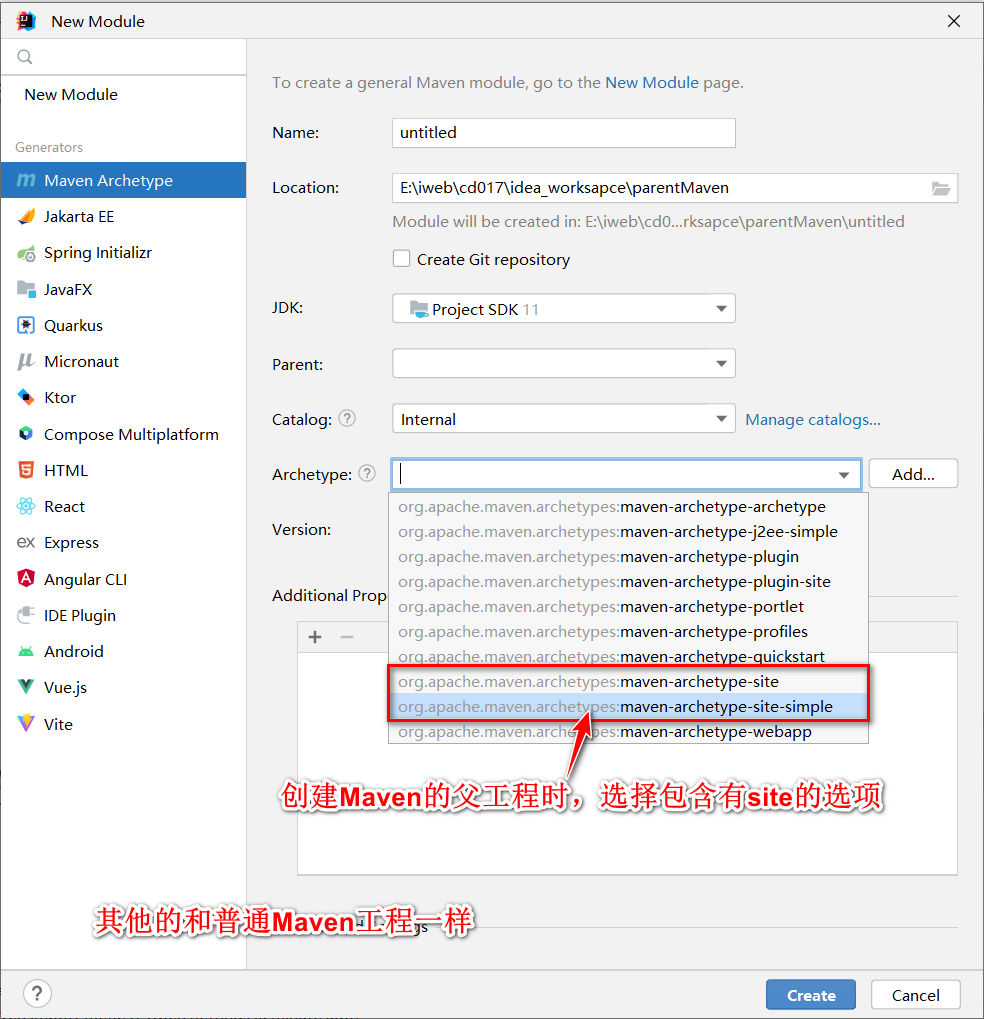 New Module
New Module
Generators
Maven Archetype
Jakarta EE
Spring Initializr
JavaFX
Quarkus
Micronaut
Ktor
Compose Multiplatform
HTML
React
Express
Angular CLI
IDE Plugin
Android
Vue.js
Vite
To create a general Maven module, go to the New Module page.
Name: untitled
Location: E:\iweb\cd017\idea_worksapce\parentMaven
Module will be created in: E:\iweb\cd0...rksapce\parentMaven\untitled
Create Git repository
JDK: Project SDK 11
Parent:
Catalog: ? Internal Manage catalogs...
Archetype: ? Add...
org.apache.maven.archetypes:maven-archetype-archetype
org.apache.maven.archetypes:maven-archetype-j2ee-simple
org.apache.maven.archetypes:maven-archetype-plugin
org.apache.maven.archetypes:maven-archetype-plugin-site
org.apache.maven.archetypes:maven-archetype-portlet
org.apache.maven.archetypes:maven-archetype-profiles
org.apache.maven.archetypes:maven-archetype-quickstart
org.apache.maven.archetypes:maven-archetype-site
org.apache.maven.archetypes:maven-archetype-site-simple
org.apache.maven.archetypes:maven-archetype-webapp
Version:
Additional Prop
创建Maven的父工程时，选择包含有site的选项
其他的和普通Maven工程一样
? Create Cancel